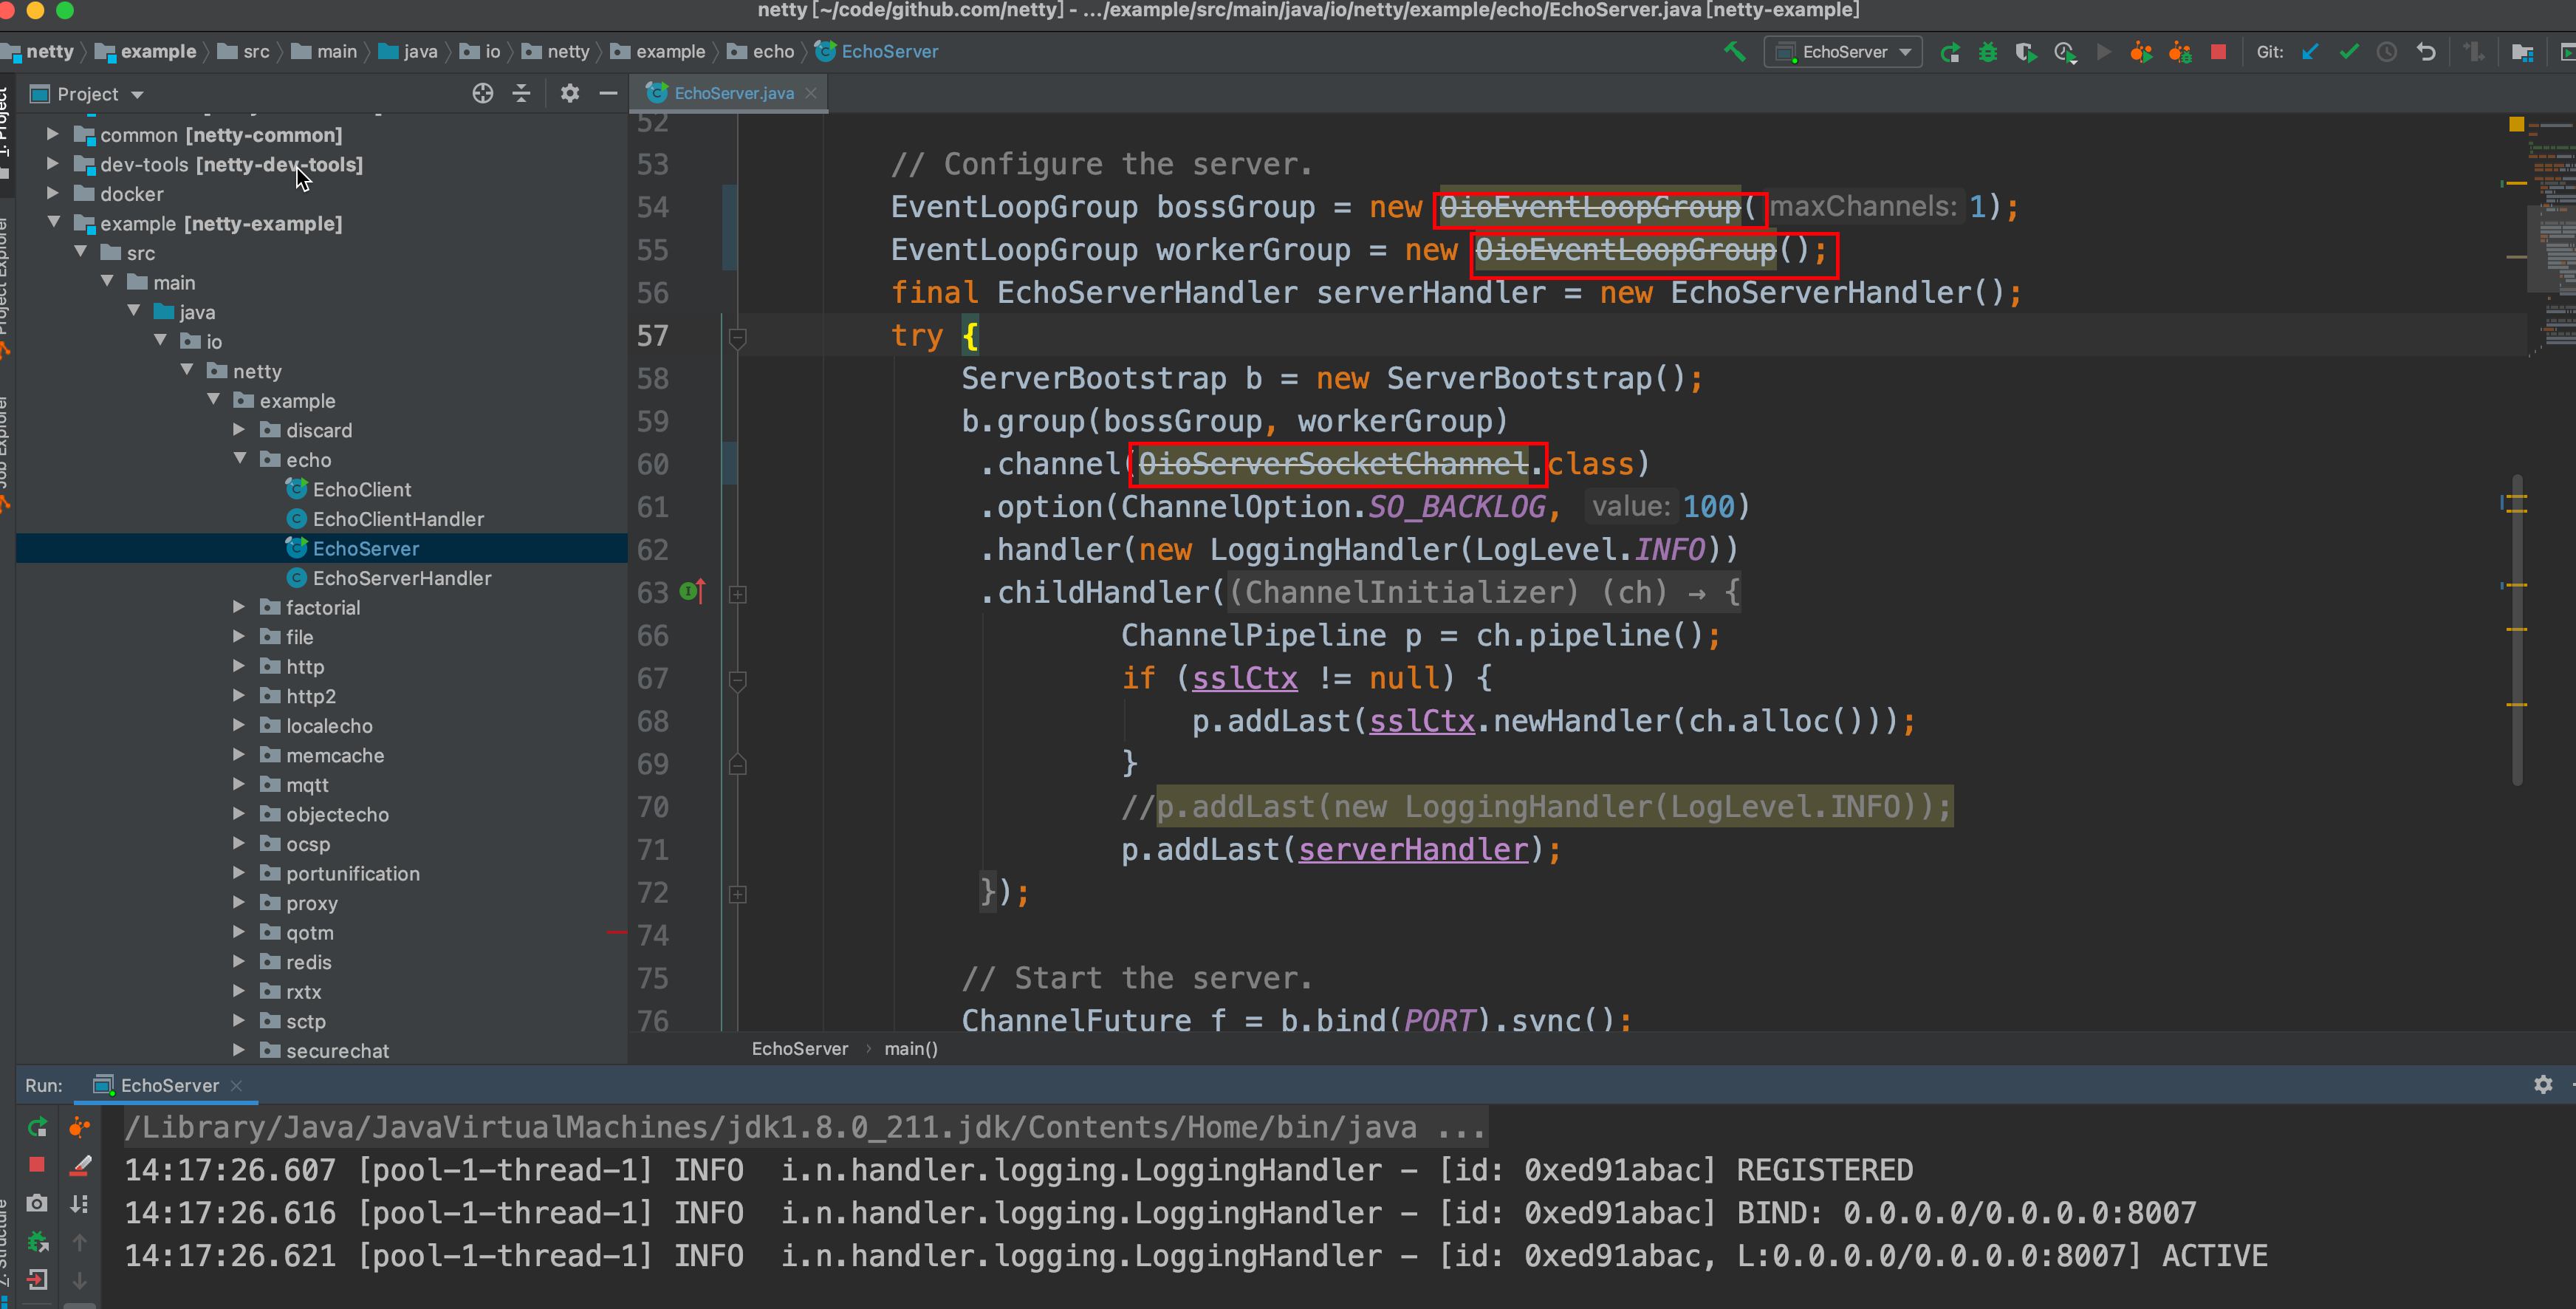 netty [~/code/github.com/netty] - .../example/src/main/java/io/netty/example/echo/EchoServer.java [netty-example]
netty example src main java io netty example echo EchoServer EchoServer Git:
Project
EchoServer.java
1: Project
Project Explorer
Job Explorer
common [netty-common]
dev-tools [netty-dev-tools]
docker
example [netty-example]
src
main
java
io
netty
example
discard
echo
EchoClient
EchoClientHandler
EchoServer
EchoServerHandler
factorial
file
http
http2
localecho
memcache
mqtt
objectecho
ocsp
portunification
proxy
qotm
redis
rxtx
sctp
securechat
52
53 // Configure the server.
54 EventLoopGroup bossGroup = new OioEventLoopGroup( maxChannels: 1);
55 EventLoopGroup workerGroup = new OioEventLoopGroup();
56 final EchoServerHandler serverHandler = new EchoServerHandler();
57 try {
58 ServerBootstrap b = new ServerBootstrap();
59 b.group(bossGroup, workerGroup)
60 .channel(OioServerSocketChannel.class)
61 .option(ChannelOption.SO_BACKLOG, value: 100)
62 .handler(new LoggingHandler(LogLevel.INFO))
63 .childHandler((ChannelInitializer) (ch) → {
66 ChannelPipeline p = ch.pipeline();
67 if (sslCtx != null) {
68 p.addLast(sslCtx.newHandler(ch.alloc()));
69 }
70 //p.addLast(new LoggingHandler(LogLevel.INFO));
71 p.addLast(serverHandler);
72 });
74
75 // Start the server.
76 ChannelFuture f = b.bind(PORT).sync();
EchoServer main()
Run: EchoServer
/Library/Java/JavaVirtualMachines/jdk1.8.0_211.jdk/Contents/Home/bin/java ...
14:17:26.607 [pool-1-thread-1] INFO i.n.handler.logging.LoggingHandler - [id: 0xed91abac] REGISTERED
14:17:26.616 [pool-1-thread-1] INFO i.n.handler.logging.LoggingHandler - [id: 0xed91abac] BIND: 0.0.0.0/0.0.0.0:8007
14:17:26.621 [pool-1-thread-1] INFO i.n.handler.logging.LoggingHandler - [id: 0xed91abac, L:0.0.0.0/0.0.0.0:8007] ACTIVE
Z: Structure